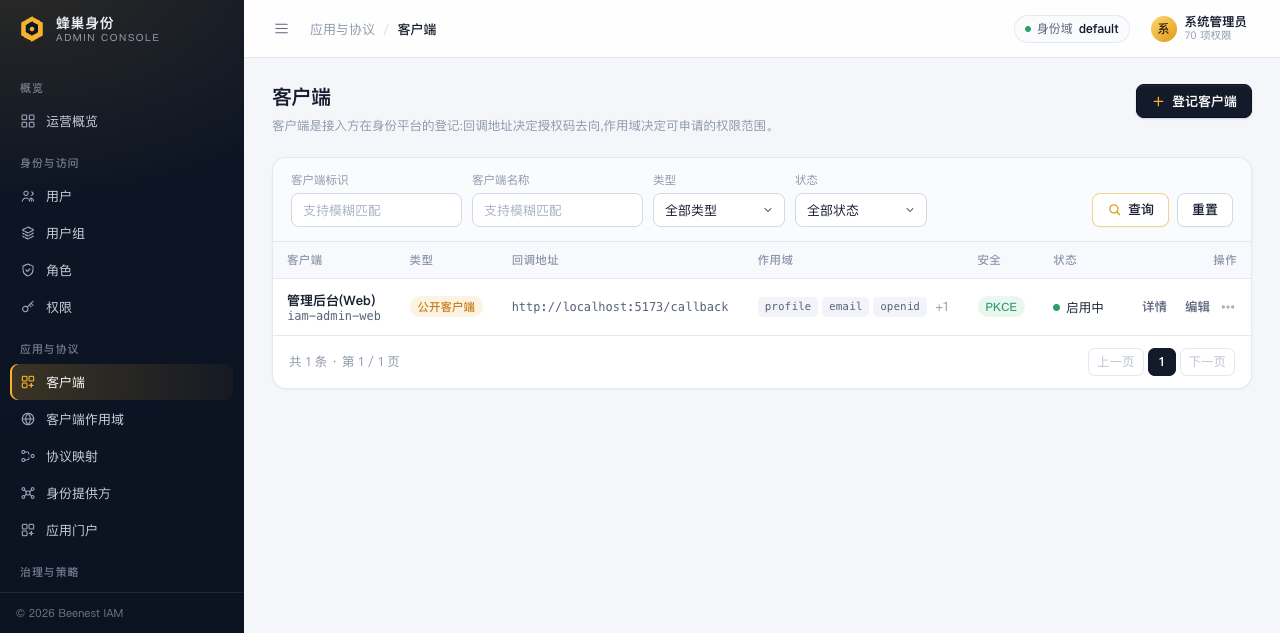 蜂巢身份
ADMIN CONSOLE
概览
运营概览
身份与访问
用户
用户组
角色
权限
应用与协议
客户端
客户端作用域
协议映射
身份提供方
应用门户
治理与策略
© 2026 Beenest IAM
应用与协议 / 客户端
身份域 default
系 系统管理员
70 项权限
客户端
客户端是接入方在身份平台的登记:回调地址决定授权码去向,作用域决定可申请的权限范围。
登记客户端
客户端标识 客户端名称 类型 状态
支持模糊匹配 支持模糊匹配 全部类型 全部状态 查询 重置
客户端 类型 回调地址 作用域 安全 状态 操作
管理后台(Web) 公开客户端 http://localhost:5173/callback profile email openid +1 PKCE 启用中 详情 编辑 ···
iam-admin-web
共 1 条 · 第 1 / 1 页 上一页 1 下一页